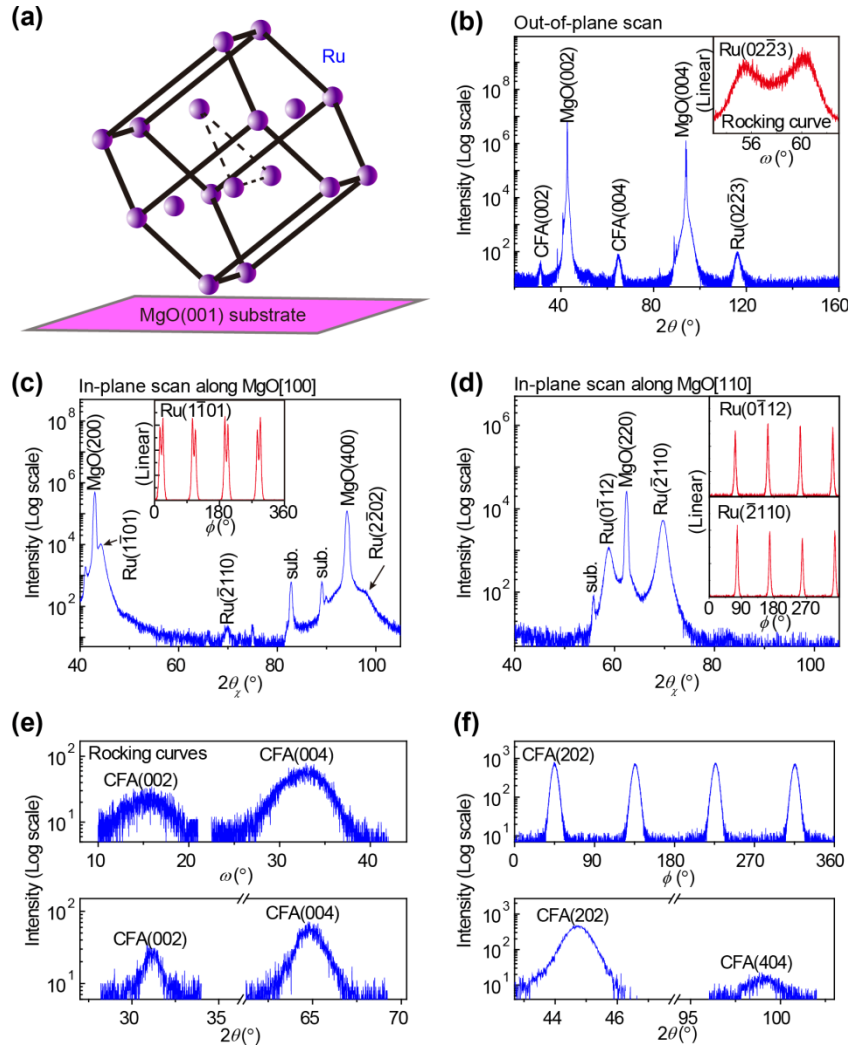 (a)
Ru
MgO(001) substrate
(b) Out-of-plane scan
Intensity (Log scale)
10⁸
10⁶
10⁴
10²
CFA(002)
MgO(002)
CFA(004)
MgO(004)
Ru(022̅3)
Ru(022̅3)
(Linear)
Rocking curve
56 60
ω (°)
40 80 120 160
2θ (°)
(c) In-plane scan along MgO[100]
Intensity (Log scale)
10⁸
10⁶
10⁴
10²
MgO(200)
Ru(11̅01)
Ru(2̅110)
sub.
sub.
MgO(400)
Ru(22̅02)
Ru(11̅01)
(Linear)
0 180 360
ϕ (°)
40 60 80 100
2θχ (°)
(d) In-plane scan along MgO[110]
Intensity (Log scale)
10⁶
10⁴
10²
10⁰
sub.
Ru(01̅12)
MgO(220)
Ru(2̅110)
Ru(01̅12)
Ru(2̅110)
(Linear)
0 90 180 270
ϕ (°)
40 60 80 100
2θχ (°)
(e)
Intensity (Log scale)
Rocking curves
CFA(002)
CFA(004)
10²
10¹
10 20 30 40
ω (°)
CFA(002)
CFA(004)
10²
10¹
30 35 65 70
2θ (°)
(f)
Intensity (Log scale)
CFA(202)
10³
10²
10¹
0 90 180 270 360
ϕ (°)
CFA(202)
CFA(404)
10³
10²
10¹
44 46 95 100
2θ (°)